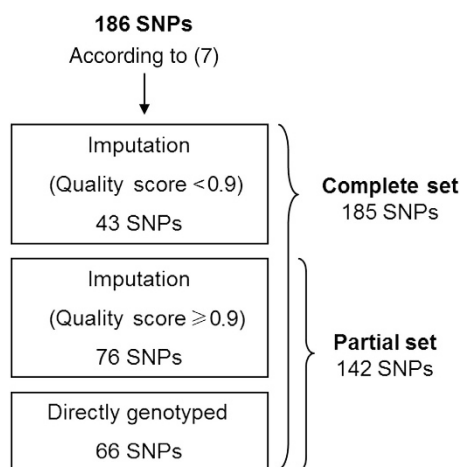 186 SNPs
According to (7)
Imputation
(Quality score <0.9)
43 SNPs
Complete set
185 SNPs
Imputation
(Quality score ≥0.9)
76 SNPs
Partial set
142 SNPs
Directly genotyped
66 SNPs